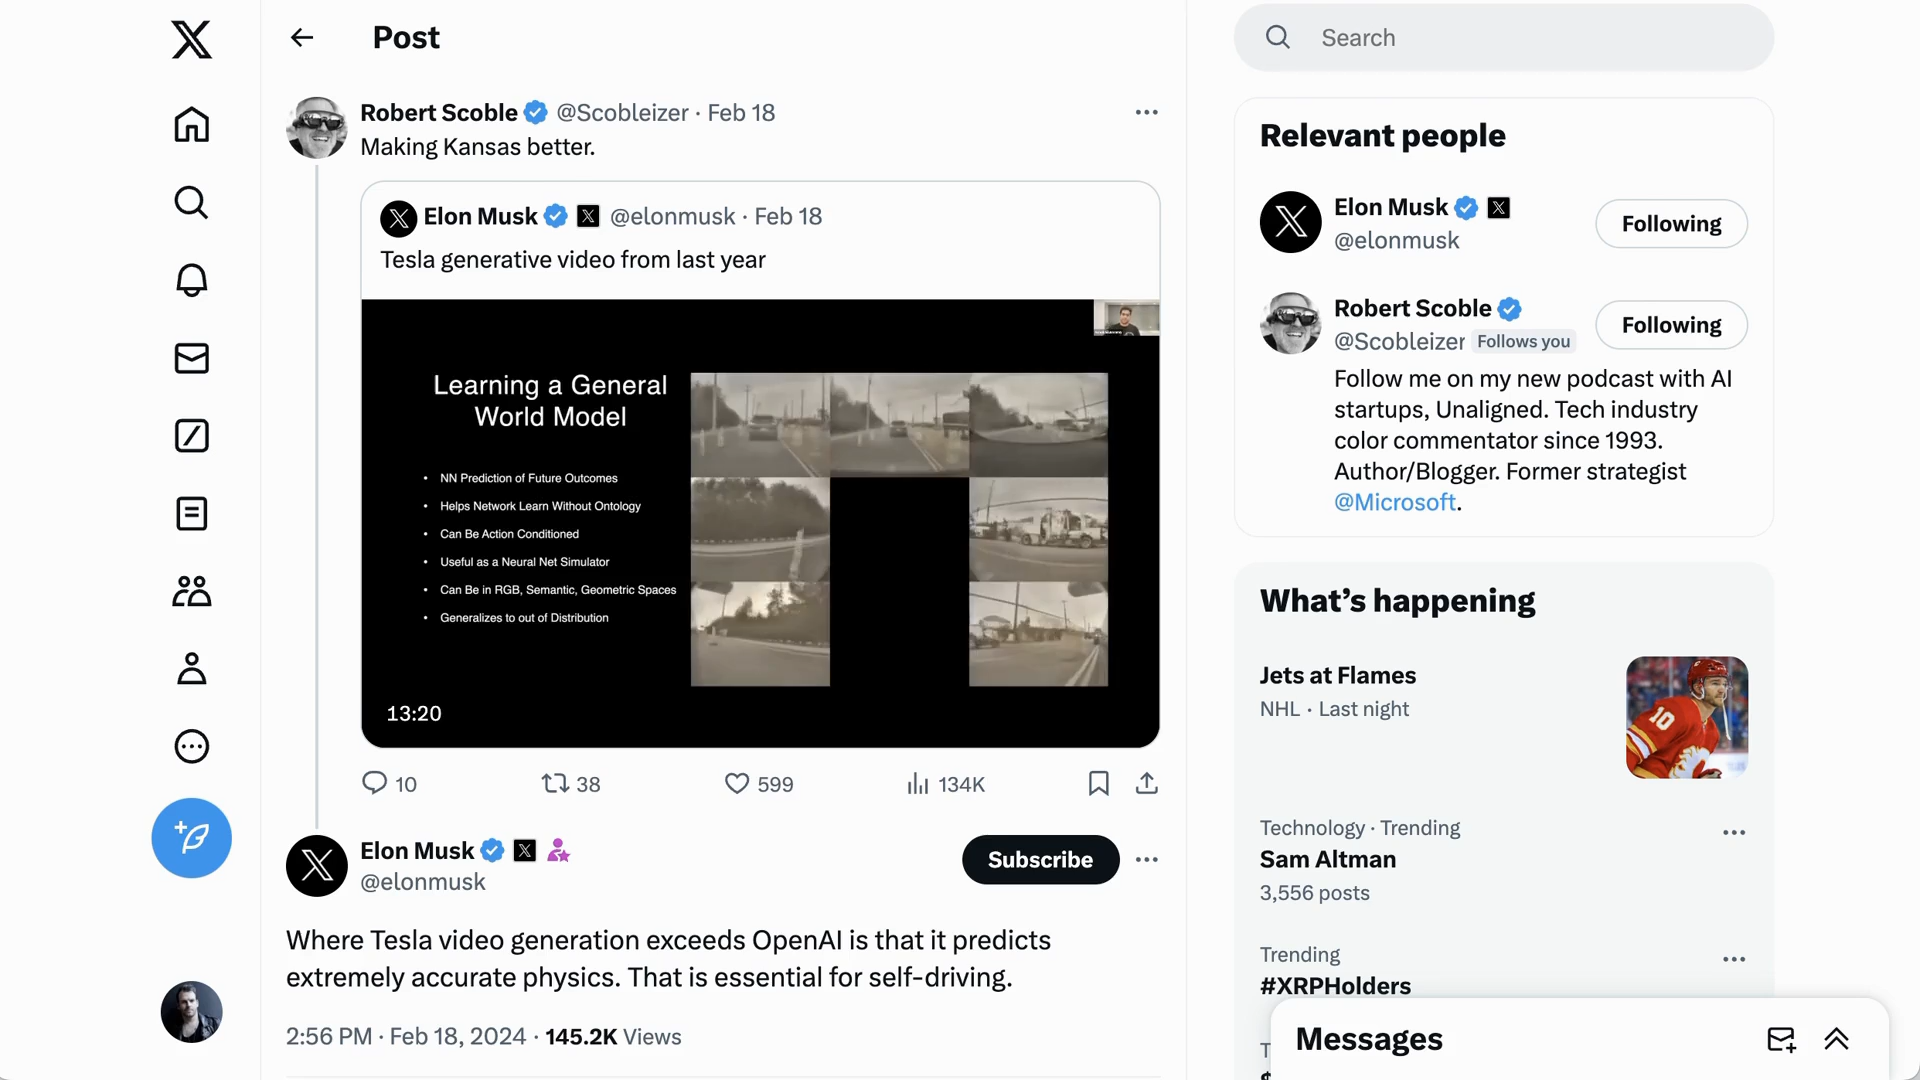 Post
Robert Scoble @Scobleizer · Feb 18
Making Kansas better.
Elon Musk @elonmusk · Feb 18
Tesla generative video from last year
Learning a General
World Model
• NN Prediction of Future Outcomes
• Helps Network Learn Without Ontology
• Can Be Action Conditioned
• Useful as a Neural Net Simulator
• Can Be in RGB, Semantic, Geometric Spaces
• Generalizes to out of Distribution
13:20
10 38 599 134K
Elon Musk
@elonmusk
Subscribe
Where Tesla video generation exceeds OpenAI is that it predicts
extremely accurate physics. That is essential for self-driving.
2:56 PM · Feb 18, 2024 · 145.2K Views
Search
Relevant people
Elon Musk
@elonmusk
Following
Robert Scoble
@Scobleizer Follows you
Following
Follow me on my new podcast with AI
startups, Unaligned. Tech industry
color commentator since 1993.
Author/Blogger. Former strategist
@Microsoft.
What’s happening
Jets at Flames
NHL · Last night
10
Technology · Trending
Sam Altman
3,556 posts
Trending
#XRPHolders
Messages